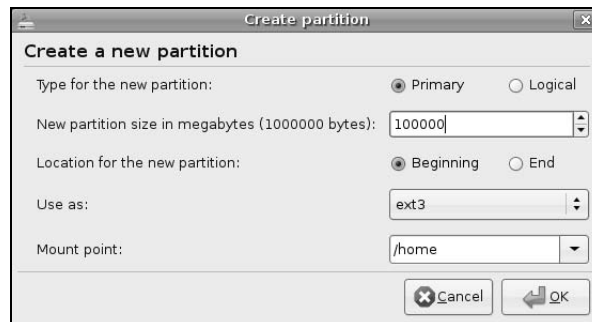 Create partition
Create a new partition
Type for the new partition: Primary Logical
New partition size in megabytes (1000000 bytes): 100000
Location for the new partition: Beginning End
Use as: ext3
Mount point: /home
Cancel OK